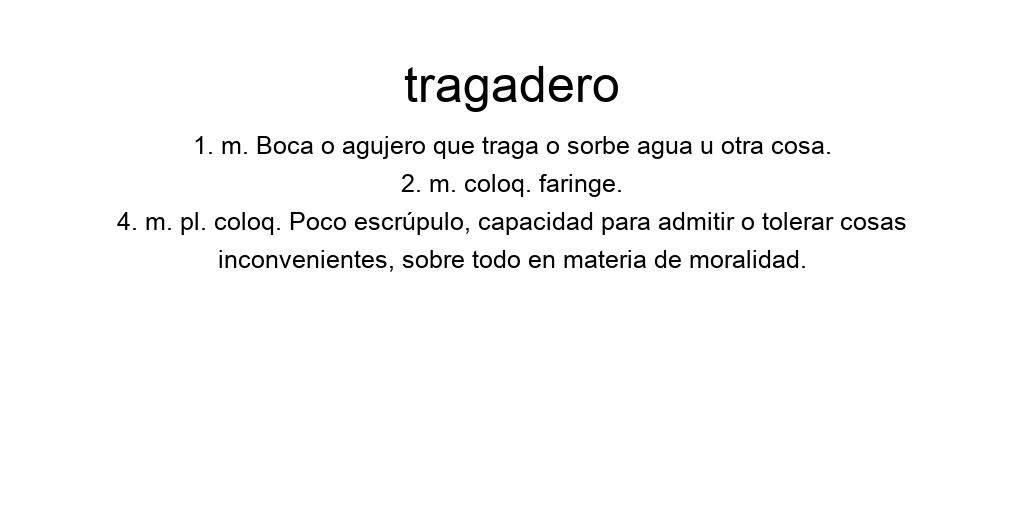 tragadero
1. m. Boca o agujero que traga o sorbe agua u otra cosa.
2. m. coloq. faringe.
4. m. pl. coloq. Poco escrúpulo, capacidad para admitir o tolerar cosas
inconvenientes, sobre todo en materia de moralidad.